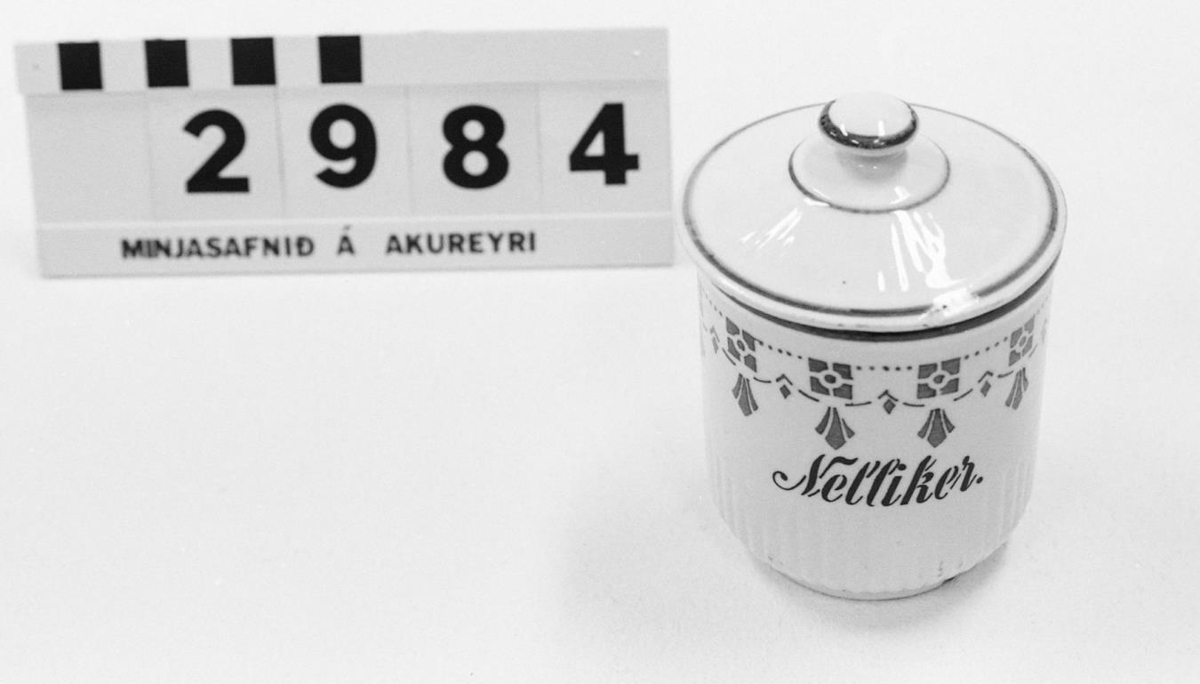 2984
MINJASAFNIÐ Á AKUREYRI
Nelliker.